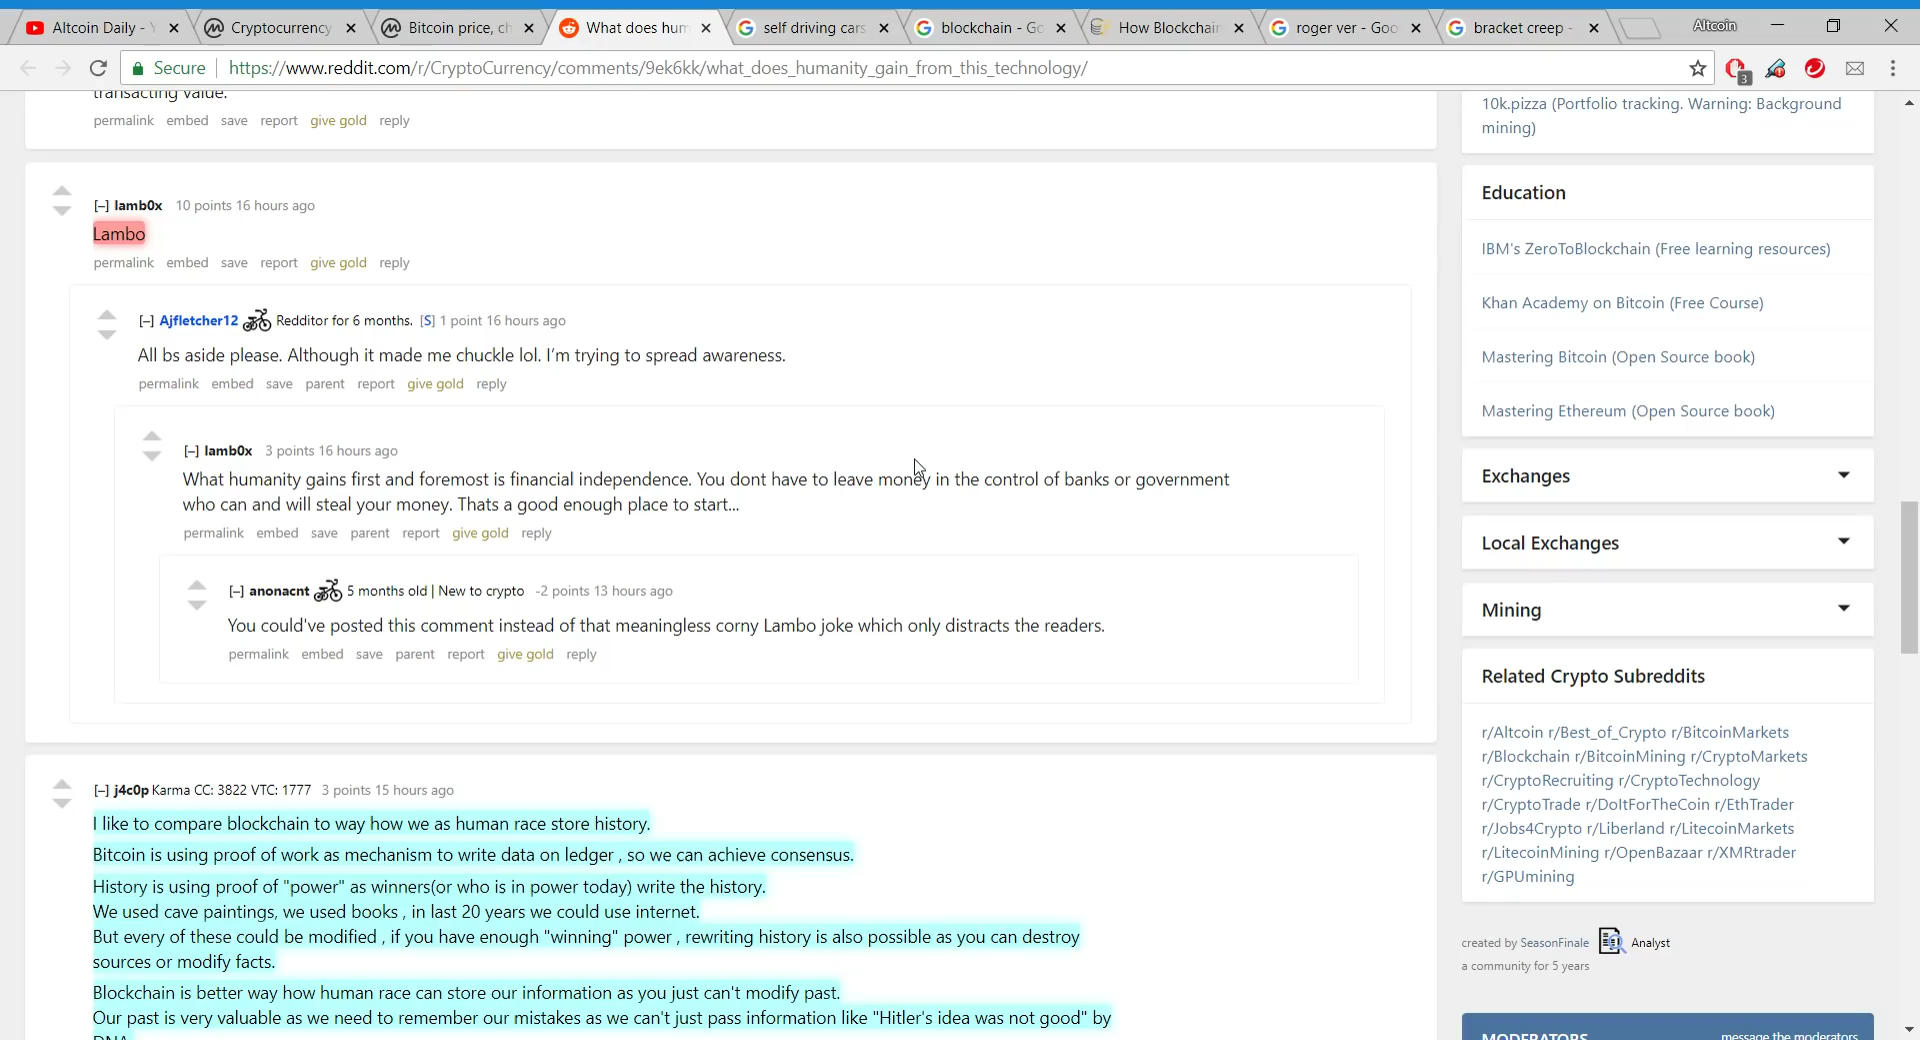 Altcoin Daily - Y
Cryptocurrency
Bitcoin price, ch
What does hum
self driving cars
blockchain - Go
How Blockchain
roger ver - Goo
bracket creep -
Altcoin
Secure
https://www.reddit.com/r/CryptoCurrency/comments/9ek6kk/what_does_humanity_gain_from_this_technology/
3
transacting value.
permalink embed save report give gold reply
[–] lamb0x 10 points 16 hours ago
Lambo
permalink embed save report give gold reply
[–] Ajfletcher12 Redditor for 6 months. [S] 1 point 16 hours ago
All bs aside please. Although it made me chuckle lol. I'm trying to spread awareness.
permalink embed save parent report give gold reply
[–] lamb0x 3 points 16 hours ago
What humanity gains first and foremost is financial independence. You dont have to leave money in the control of banks or government
who can and will steal your money. Thats a good enough place to start...
permalink embed save parent report give gold reply
[–] anonacnt 5 months old | New to crypto -2 points 13 hours ago
You could've posted this comment instead of that meaningless corny Lambo joke which only distracts the readers.
permalink embed save parent report give gold reply
[–] j4c0p Karma CC: 3822 VTC: 1777 3 points 15 hours ago
I like to compare blockchain to way how we as human race store history.
Bitcoin is using proof of work as mechanism to write data on ledger , so we can achieve consensus.
History is using proof of "power" as winners(or who is in power today) write the history.
We used cave paintings, we used books , in last 20 years we could use internet.
But every of these could be modified , if you have enough "winning" power , rewriting history is also possible as you can destroy
sources or modify facts.
Blockchain is better way how human race can store our information as you just can't modify past.
Our past is very valuable as we need to remember our mistakes as we can't just pass information like "Hitler's idea was not good" by
DNA
10k.pizza (Portfolio tracking. Warning: Background
mining)
Education
IBM's ZeroToBlockchain (Free learning resources)
Khan Academy on Bitcoin (Free Course)
Mastering Bitcoin (Open Source book)
Mastering Ethereum (Open Source book)
Exchanges
Local Exchanges
Mining
Related Crypto Subreddits
r/Altcoin r/Best_of_Crypto r/BitcoinMarkets
r/Blockchain r/BitcoinMining r/CryptoMarkets
r/CryptoRecruiting r/CryptoTechnology
r/CryptoTrade r/DoItForTheCoin r/EthTrader
r/Jobs4Crypto r/Liberland r/LitecoinMarkets
r/LitecoinMining r/OpenBazaar r/XMRtrader
r/GPUmining
created by SeasonFinale Analyst
a community for 5 years
MODERATORS message the moderators